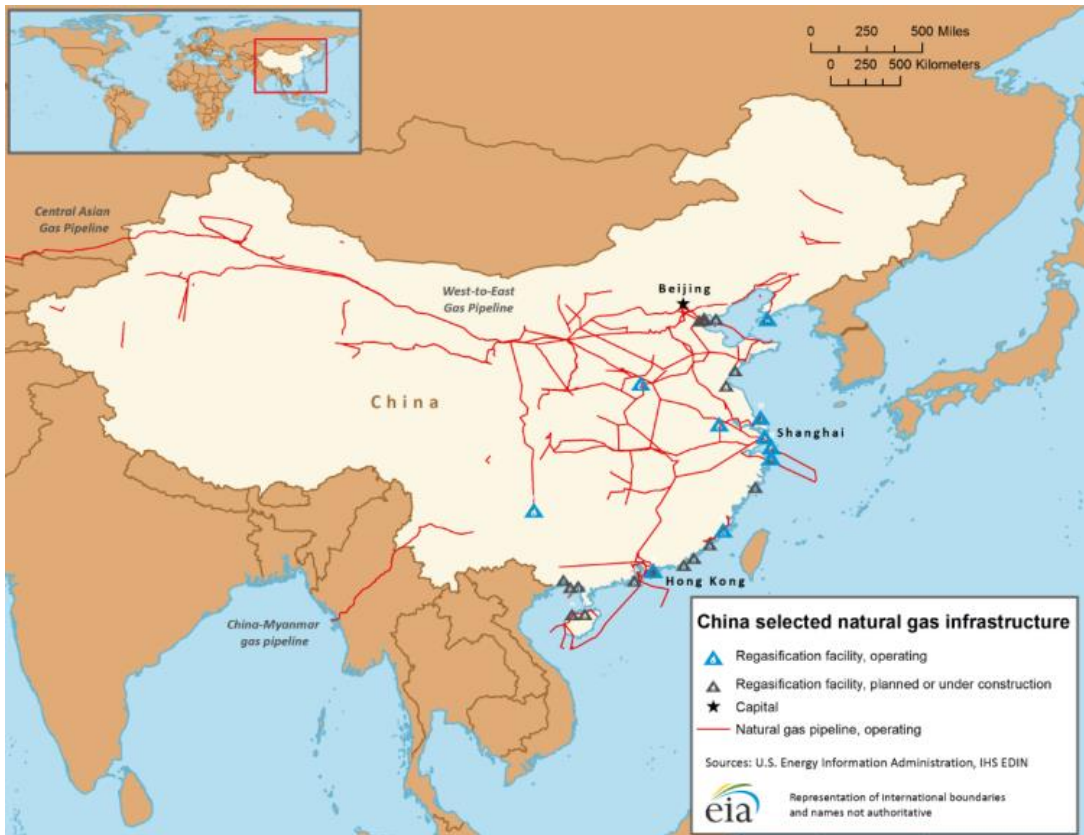 0 250 500 Miles
0 250 500 Kilometers
Central Asian
Gas Pipeline
West-to-East
Gas Pipeline
Beijing
China
Shanghai
Hong Kong
China-Myanmar
gas pipeline
China selected natural gas infrastructure
Regasification facility, operating
Regasification facility, planned or under construction
Capital
Natural gas pipeline, operating
Sources: U.S. Energy Information Administration, IHS EDIN
eia
Representation of international boundaries
and names not authoritative